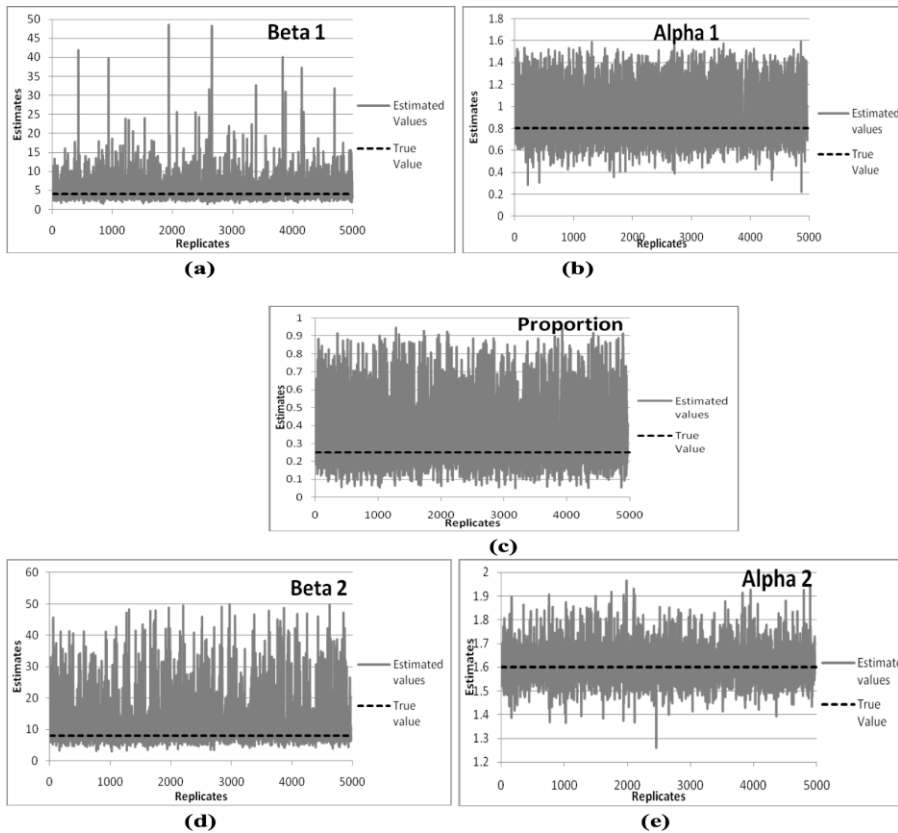 Beta 1
50
45
40
35
30
25
20
15
10
5
0
Estimates
0 1000 2000 3000 4000 5000
Replicates
Estimated
Values
True
Value
(a)
Alpha 1
1.8
1.6
1.4
1.2
1
0.8
0.6
0.4
0.2
0
Estimates
0 1000 2000 3000 4000 5000
Replicates
Estimated
values
True
Value
(b)
Proportion
1
0.9
0.8
0.7
0.6
0.5
0.4
0.3
0.2
0.1
0
Estimates
0 1000 2000 3000 4000 5000
Replicates
Estimated
values
True
Value
(c)
Beta 2
60
50
40
30
20
10
0
Estimates
0 1000 2000 3000 4000 5000
Replicates
Estimated
values
True
value
(d)
Alpha 2
2
1.9
1.8
1.7
1.6
1.5
1.4
1.3
1.2
Estimates
0 1000 2000 3000 4000 5000
Replicates
Estimated
values
True
Value
(e)